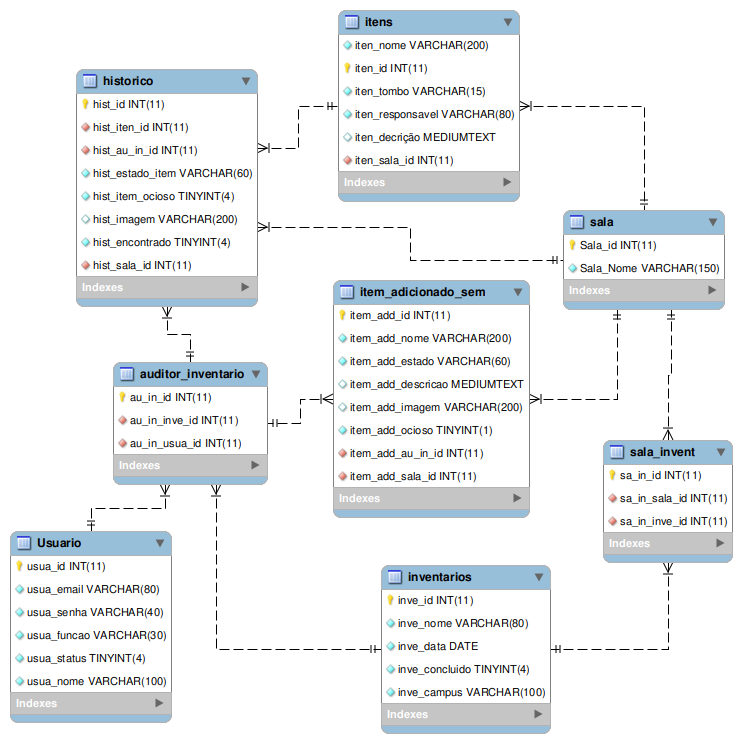 itens
iten_nome VARCHAR(200)
iten_id INT(11)
iten_tombo VARCHAR(15)
iten_responsavel VARCHAR(80)
iten_decrição MEDIUMTEXT
iten_sala_id INT(11)
Indexes
historico
hist_id INT(11)
hist_iten_id INT(11)
hist_au_in_id INT(11)
hist_estado_item VARCHAR(60)
hist_item_ocioso TINYINT(4)
hist_imagem VARCHAR(200)
hist_encontrado TINYINT(4)
hist_sala_id INT(11)
Indexes
sala
Sala_id INT(11)
Sala_Nome VARCHAR(150)
Indexes
item_adicionado_sem
item_add_id INT(11)
item_add_nome VARCHAR(200)
item_add_estado VARCHAR(60)
item_add_descricao MEDIUMTEXT
item_add_imagem VARCHAR(200)
item_add_ocioso TINYINT(1)
item_add_au_in_id INT(11)
item_add_sala_id INT(11)
Indexes
auditor_inventario
au_in_id INT(11)
au_in_inve_id INT(11)
au_in_usua_id INT(11)
Indexes
sala_invent
sa_in_id INT(11)
sa_in_sala_id INT(11)
sa_in_inve_id INT(11)
Indexes
Usuario
usua_id INT(11)
usua_email VARCHAR(80)
usua_senha VARCHAR(40)
usua_funcao VARCHAR(30)
usua_status TINYINT(4)
usua_nome VARCHAR(100)
Indexes
inventarios
inve_id INT(11)
inve_nome VARCHAR(80)
inve_data DATE
inve_concluido TINYINT(4)
inve_campus VARCHAR(100)
Indexes